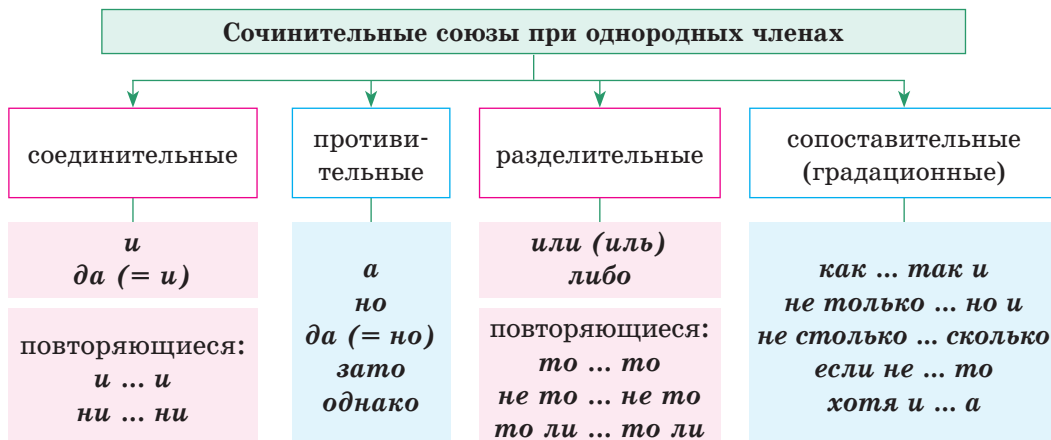 Сочинительные союзы при однородных членах
соединительные
противи-
тельные
разделительные
сопоставительные
(градационные)
и
да (= и)
повторяющиеся:
и ... и
ни ... ни
а
но
да (= но)
зато
однако
или (иль)
либо
повторяющиеся:
то ... то
не то ... не то
то ли ... то ли
как ... так и
не только ... но и
не столько ... сколько
если не ... то
хотя и ... а